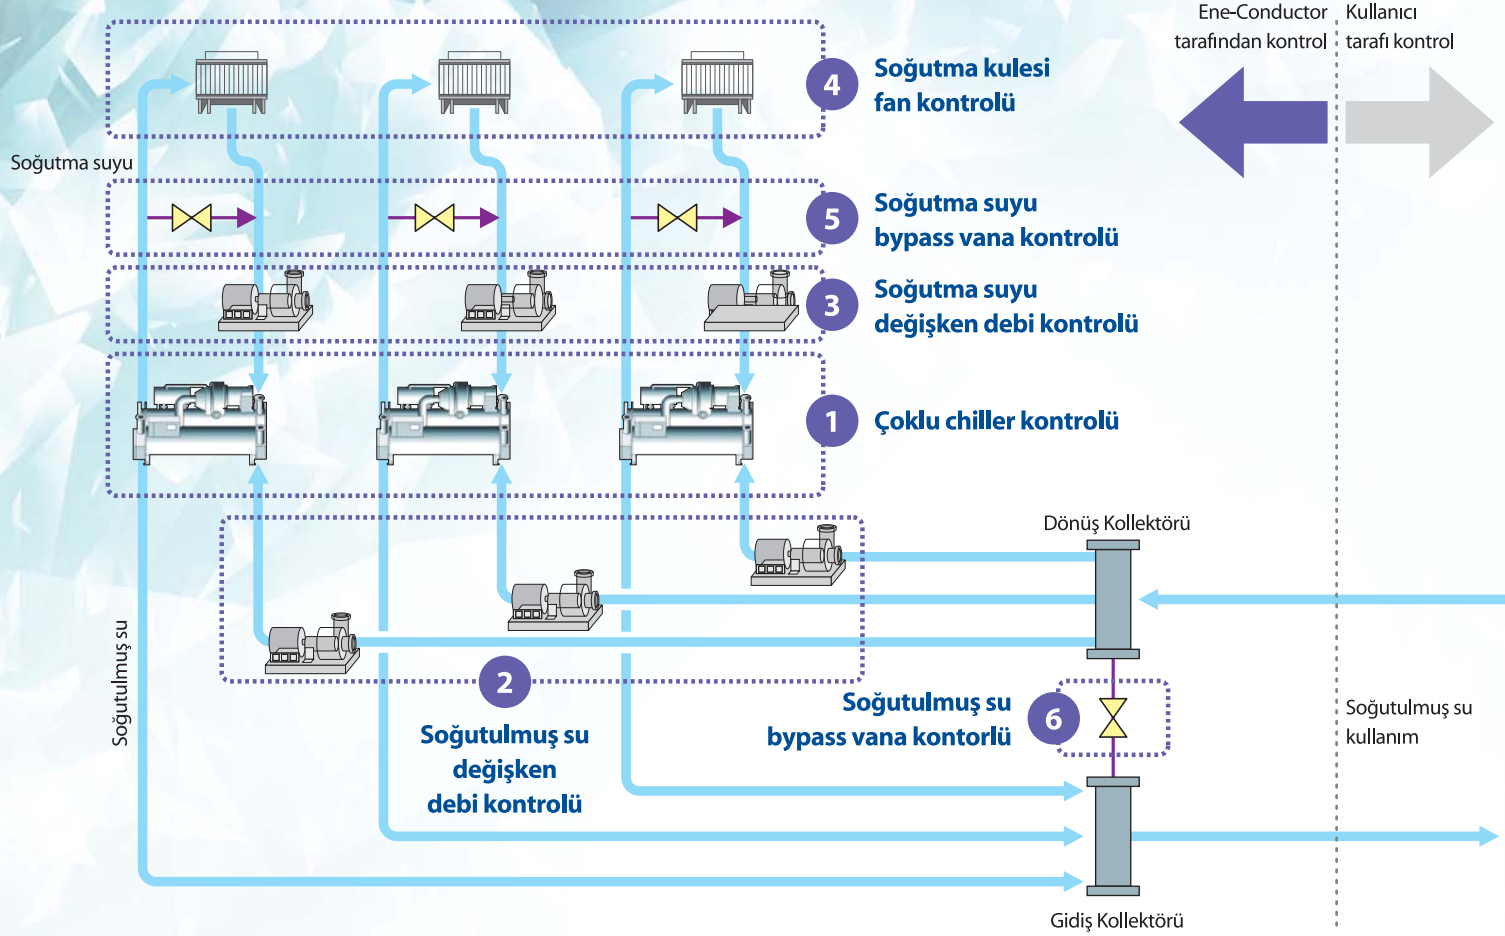 Ene-Conductor
tarafından kontrol
Kullanıcı
tarafı kontrol
4
Soğutma kulesi
fan kontrolü
Soğutma suyu
5
Soğutma suyu
bypass vana kontrolü
3
Soğutma suyu
değişken debi kontrolü
1
Çoklu chiller kontrolü
Dönüş Kollektörü
2
Soğutulmuş su
değişken
debi kontrolü
Soğutulmuş su
Soğutulmuş su
bypass vana kontorlü
6
Soğutulmuş su
kullanım
Gidiş Kollektörü